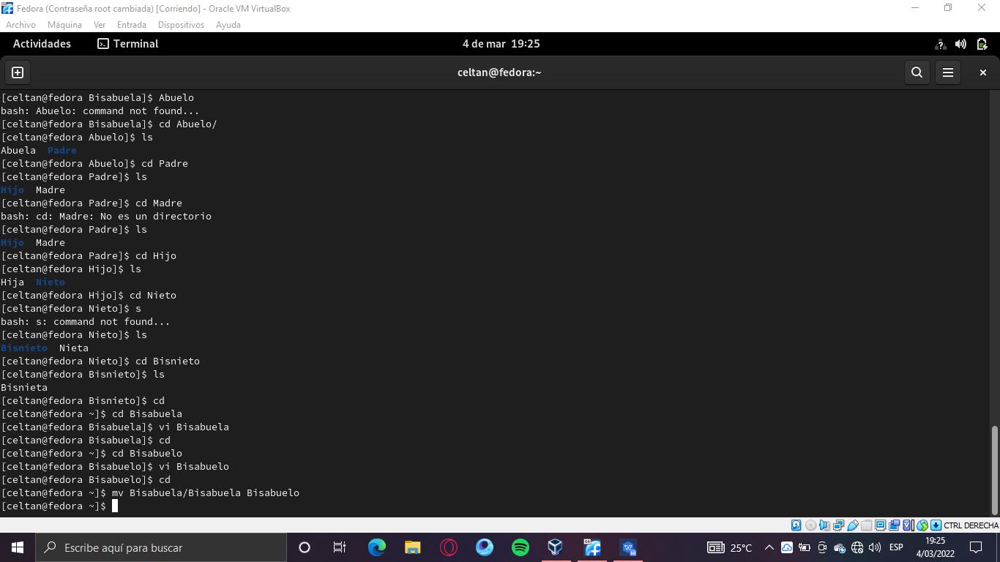 Fedora (Contraseña root cambiada) [Corriendo] - Oracle VM VirtualBox
Archivo Máquina Ver Entrada Dispositivos Ayuda
Actividades Terminal 4 de mar 19:25
celtan@fedora:~
[celtan@fedora Bisabuela]$ Abuelo
bash: Abuelo: command not found...
[celtan@fedora Bisabuela]$ cd Abuelo/
[celtan@fedora Abuelo]$ ls
Abuela  Padre
[celtan@fedora Abuelo]$ cd Padre
[celtan@fedora Padre]$ ls
Hijo  Madre
[celtan@fedora Padre]$ cd Madre
bash: cd: Madre: No es un directorio
[celtan@fedora Padre]$ ls
Hijo  Madre
[celtan@fedora Padre]$ cd Hijo
[celtan@fedora Hijo]$ ls
Hija  Nieto
[celtan@fedora Hijo]$ cd Nieto
[celtan@fedora Nieto]$ s
bash: s: command not found...
[celtan@fedora Nieto]$ ls
Bisnieto  Nieta
[celtan@fedora Nieto]$ cd Bisnieto
[celtan@fedora Bisnieto]$ ls
Bisnieta
[celtan@fedora Bisnieto]$ cd
[celtan@fedora ~]$ cd Bisabuela
[celtan@fedora Bisabuela]$ vi Bisabuela
[celtan@fedora Bisabuela]$ cd
[celtan@fedora ~]$ cd Bisabuelo
[celtan@fedora Bisabuelo]$ vi Bisabuelo
[celtan@fedora Bisabuelo]$ cd
[celtan@fedora ~]$ mv Bisabuela/Bisabuela Bisabuelo
[celtan@fedora ~]$
CTRL DERECHA
Escribe aquí para buscar 25°C ESP 19:25
4/03/2022